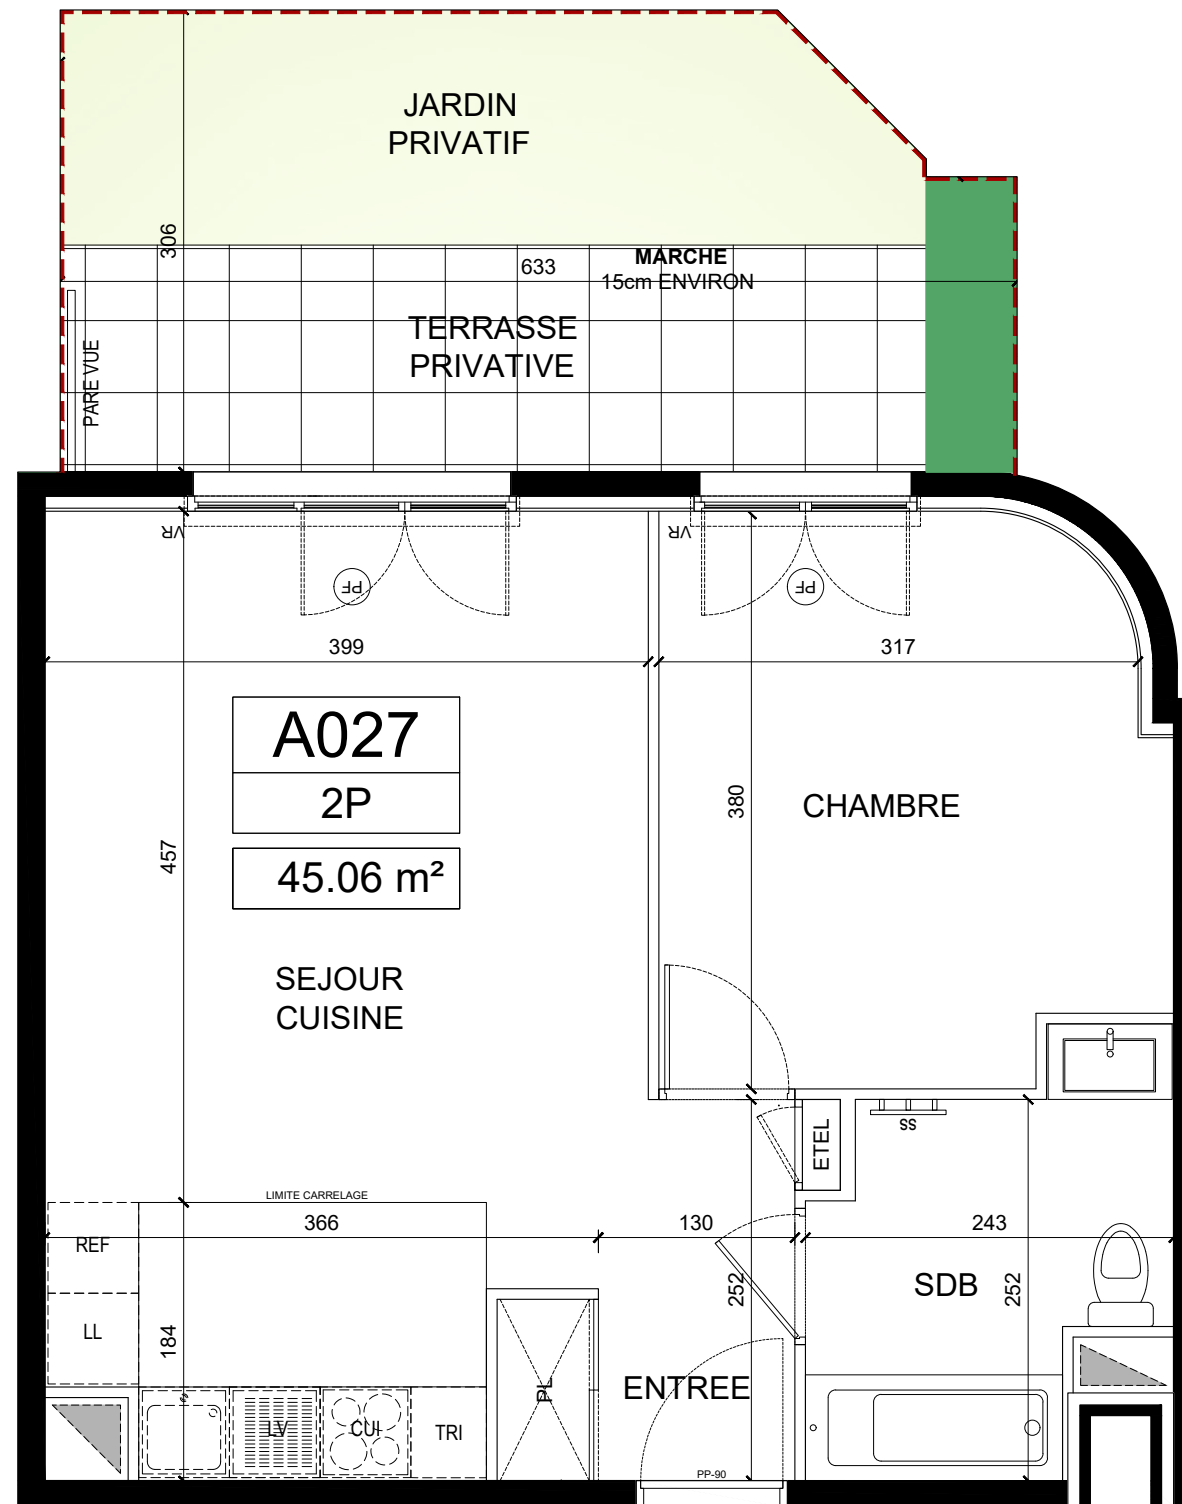 JARDIN
PRIVATIF
306
633
MARCHE
15cm ENVIRON
TERRASSE
PRIVATIVE
PARE VUE
VR
VR
PF
PF
399
317
A027
2P
45.06 m²
457
380
CHAMBRE
SEJOUR
CUISINE
ETEL
SS
LIMITE CARRELAGE
366
130
243
REF
252
SDB
252
LL
184
PL
ENTREE
LV
CUI
TRI
PP-90